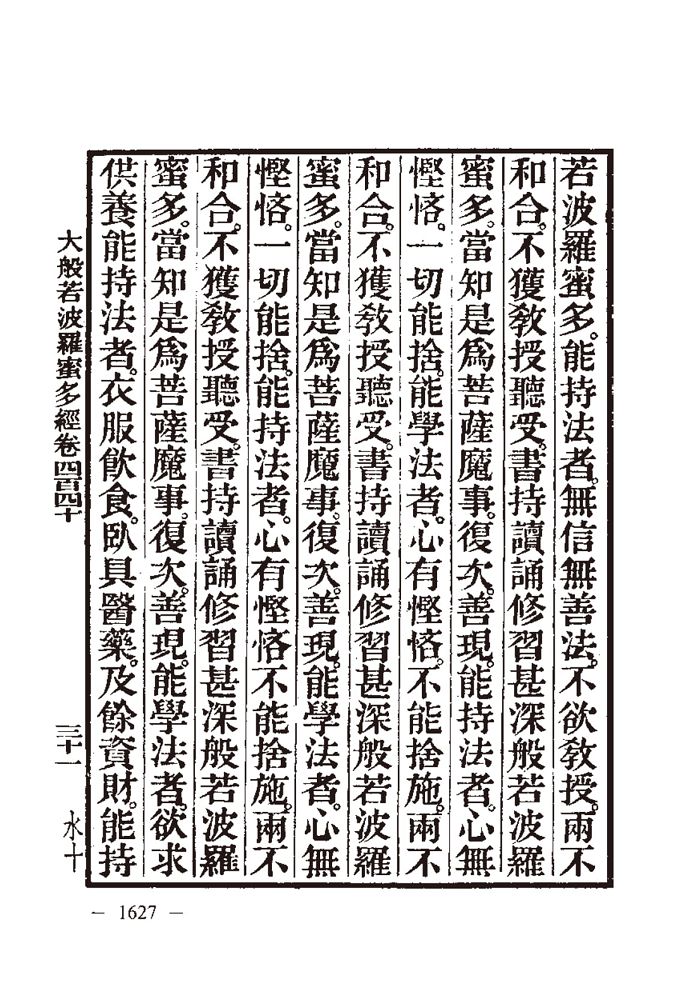 若波羅蜜多。能持法者。無信無善法。不欲教授。兩不
和合。不獲教授聽受。書持讀誦修習甚深般若波羅
蜜多。當知是為菩薩魔事。復次。善現。能持法者。心無
慳悋。一切能捨。能學法者。心有慳悋。不能捨施。兩不
和合。不獲教授聽受。書持讀誦修習甚深般若波羅
蜜多。當知是為菩薩魔事。復次。善現。能學法者。心無
慳悋。一切能捨。能持法者。心有慳悋不能捨施。兩不
和合。不獲教授聽受。書持讀誦修習甚深般若波羅
蜜多。當知是為菩薩魔事。復次。善現。能學法者。欲求
供養能持法者。衣服飲食。臥具醫藥。及餘資財。能持
大般若波羅蜜多經卷四百四十 三十一 水十
— 1627 —